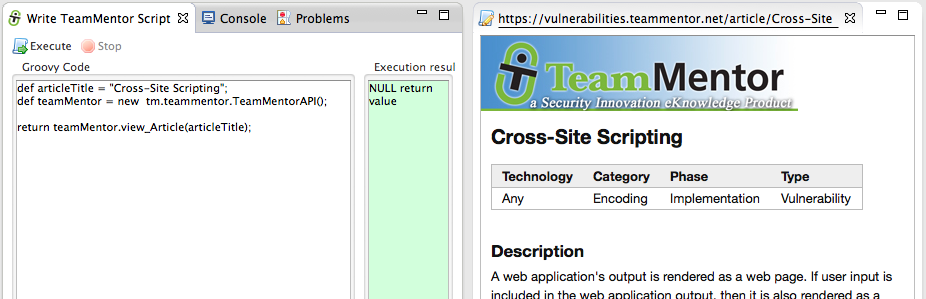 Write TeamMentor Script
Console
Problems
Execute
Stop
Groovy Code
def articleTitle = "Cross-Site Scripting";
def teamMentor = new  tm.teammentor.TeamMentorAPI();
return teamMentor.view_Article(articleTitle);
Execution resul
NULL return
value
https://vulnerabilities.teammentor.net/article/Cross-Site_
TeamMentor
a Security Innovation eKnowledge Product
Cross-Site Scripting
Technology Category Phase Type
Any Encoding Implementation Vulnerability
Description
A web application's output is rendered as a web page. If user input is
included in the web application output, then it is also rendered as a